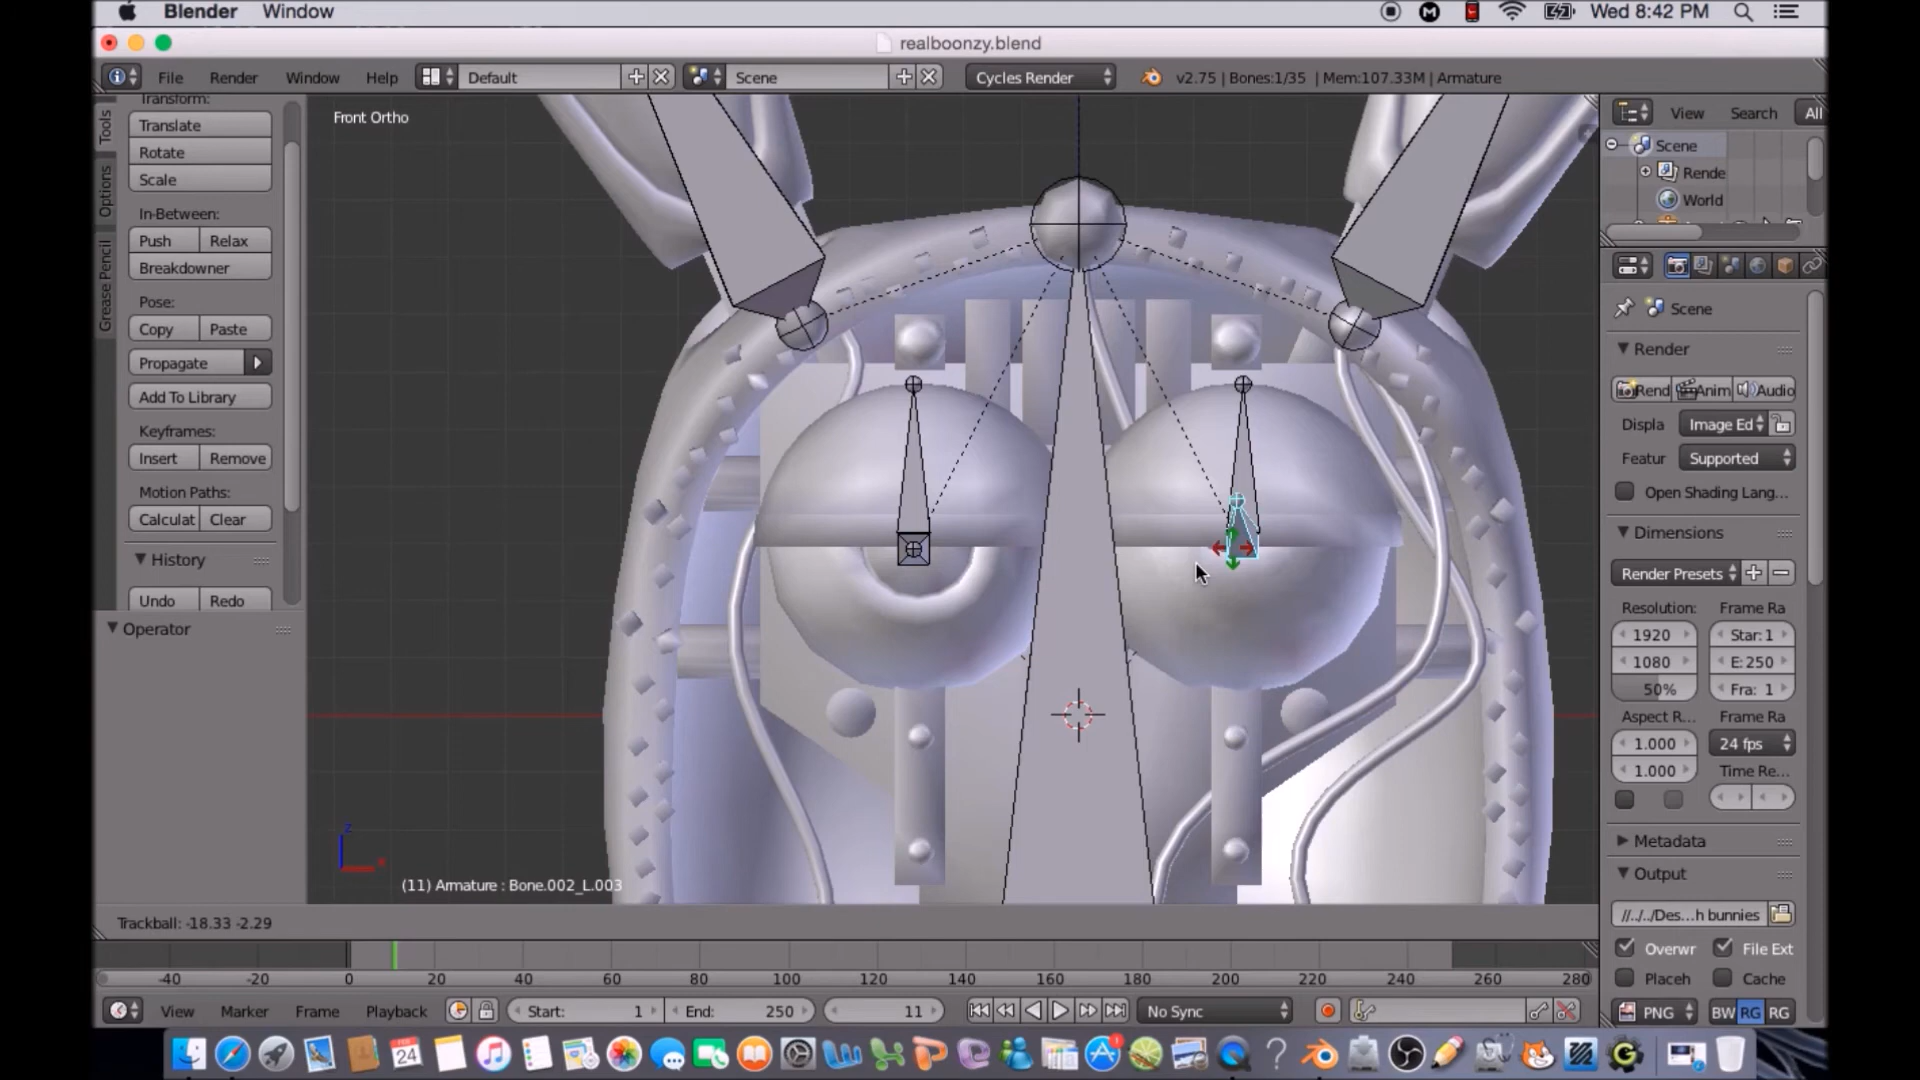 Blender Window Wed 8:42 PM
realboonzy.blend
File Render Window Help Default Scene Cycles Render v2.75 | Bones:1/35 | Mem:107.33M | Armature
Tools
Options
Grease Pencil
Transform:
Translate
Rotate
Scale
In-Between:
Push Relax
Breakdowner
Pose:
Copy Paste
Propagate
Add To Library
Keyframes:
Insert Remove
Motion Paths:
Calculat Clear
History
Undo Redo
Operator
Front Ortho
z
x
(11) Armature : Bone.002_L.003
View Search All
Scene
Rende
World
Scene
Render
Rend Anim Audio
Displa Image Ed
Featur Supported
Open Shading Lang...
Dimensions
Render Presets
Resolution: Frame Ra
1920 Star: 1
1080 E: 250
50% Fra: 1
Aspect R... Frame Ra
1.000 24 fps
1.000 Time Re...
Metadata
Output
//../../Des...h bunnies
Overwr File Ext
Placeh Cache
PNG BW RG RG
Trackball: -18.33 -2.29
-40 -20 0 20 40 60 80 100 120 140 160 180 200 220 240 260 280
View Marker Frame Playback Start: 1 End: 250 11 No Sync
FEB
24